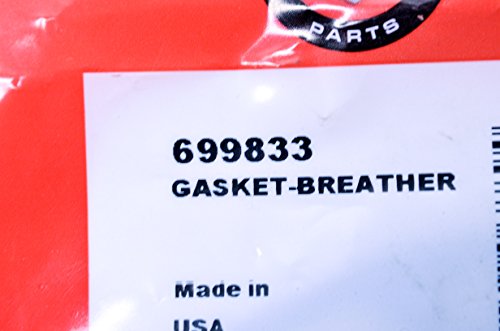 PARTS
699833
GASKET-BREATHER
Made in
USA